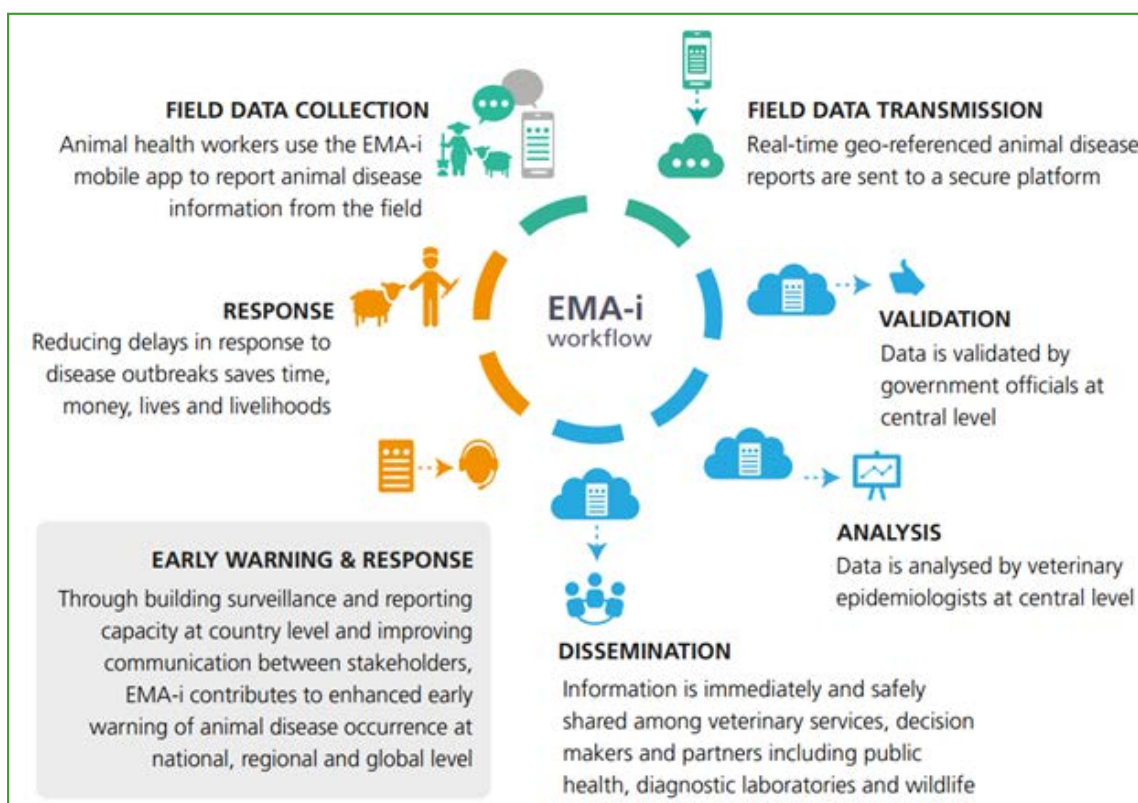 FIELD DATA COLLECTION
Animal health workers use the EMA-i
mobile app to report animal disease
information from the field
FIELD DATA TRANSMISSION
Real-time geo-referenced animal disease
reports are sent to a secure platform
EMA-i
workflow
VALIDATION
Data is validated by
government officials at
central level
ANALYSIS
Data is analysed by veterinary
epidemiologists at central level
DISSEMINATION
Information is immediately and safely
shared among veterinary services, decision
makers and partners including public
health, diagnostic laboratories and wildlife
EARLY WARNING & RESPONSE
Through building surveillance and reporting
capacity at country level and improving
communication between stakeholders,
EMA-i contributes to enhanced early
warning of animal disease occurrence at
national, regional and global level
RESPONSE
Reducing delays in response to
disease outbreaks saves time,
money, lives and livelihoods